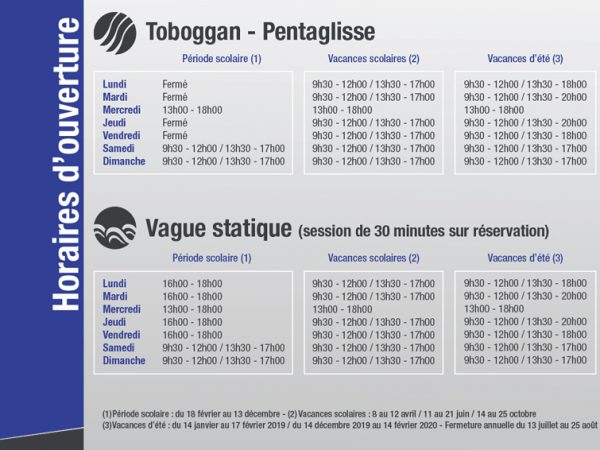 Horaires d'ouverture
Toboggan - Pentaglisse
Période scolaire (1) Vacances scolaires (2) Vacances d'été (3)
Lundi Fermé 9h30 - 12h00 / 13h30 - 17h00 9h30 - 12h00 / 13h30 - 18h00
Mardi Fermé 9h30 - 12h00 / 13h30 - 17h00 9h30 - 12h00 / 13h30 - 20h00
Mercredi 13h00 - 18h00 13h00 - 18h00 13h00 - 18h00
Jeudi Fermé 9h30 - 12h00 / 13h30 - 17h00 9h30 - 12h00 / 13h30 - 20h00
Vendredi Fermé 9h30 - 12h00 / 13h30 - 17h00 9h30 - 12h00 / 13h30 - 18h00
Samedi 9h30 - 12h00 / 13h30 - 17h00 9h30 - 12h00 / 13h30 - 17h00 9h30 - 12h00 / 13h30 - 17h00
Dimanche 9h30 - 12h00 / 13h30 - 17h00 9h30 - 12h00 / 13h30 - 17h00 9h30 - 12h00 / 13h30 - 17h00
Vague statique (session de 30 minutes sur réservation)
Période scolaire (1) Vacances scolaires (2) Vacances d'été (3)
Lundi 16h00 - 18h00 9h30 - 12h00 / 13h30 - 17h00 9h30 - 12h00 / 13h30 - 18h00
Mardi 16h00 - 18h00 9h30 - 12h00 / 13h30 - 17h00 9h30 - 12h00 / 13h30 - 20h00
Mercredi 13h00 - 18h00 13h00 - 18h00 13h00 - 18h00
Jeudi 16h00 - 18h00 9h30 - 12h00 / 13h30 - 17h00 9h30 - 12h00 / 13h30 - 20h00
Vendredi 16h00 - 18h00 9h30 - 12h00 / 13h30 - 17h00 9h30 - 12h00 / 13h30 - 18h00
Samedi 9h30 - 12h00 / 13h30 - 17h00 9h30 - 12h00 / 13h30 - 17h00 9h30 - 12h00 / 13h30 - 17h00
Dimanche 9h30 - 12h00 / 13h30 - 17h00 9h30 - 12h00 / 13h30 - 17h00 9h30 - 12h00 / 13h30 - 17h00
(1)Période scolaire : du 18 février au 13 décembre - (2) Vacances scolaires : 8 au 12 avril / 11 au 21 juin / 14 au 25 octobre
(3)Vacances d'été : du 14 janvier au 17 février 2019 / du 14 décembre 2019 au 14 février 2020 - Fermeture annuelle du 13 juillet au 25 août